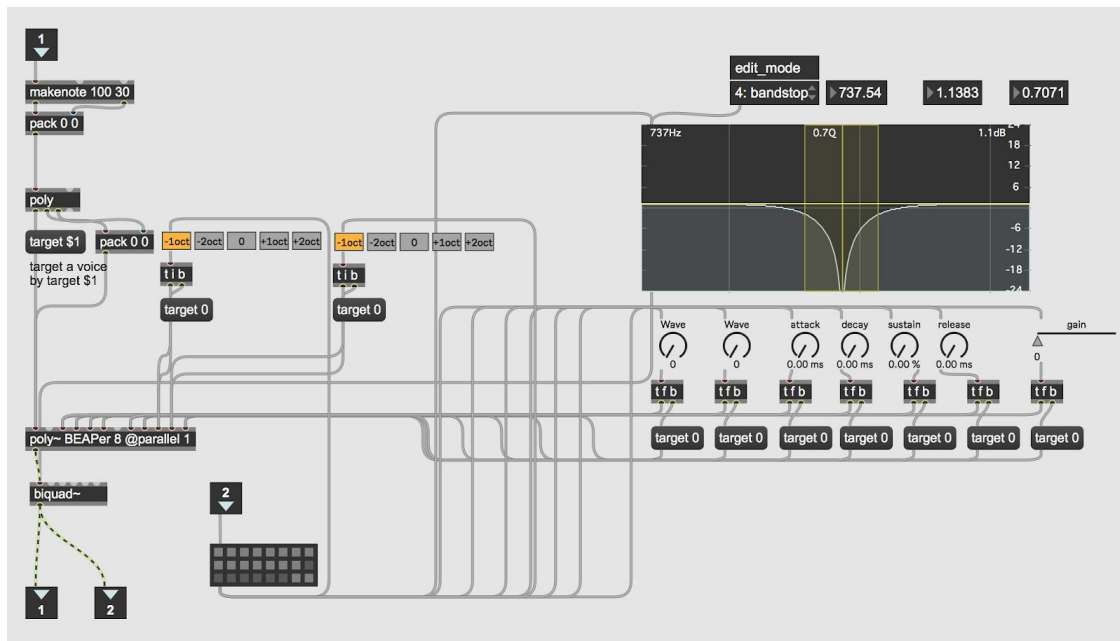 1
makenote 100 30
pack 0 0
poly
target $1
pack 0 0
target a voice
by target $1
-1oct -2oct 0 +1oct +2oct
t i b
target 0
-1oct -2oct 0 +1oct +2oct
t i b
target 0
edit_mode
4: bandstop
737.54
1.1383
0.7071
737Hz 0.7Q 1.1dB
24
18
12
6
-6
-12
-18
-24
Wave Wave attack decay sustain release gain
0 0 0.00 ms 0.00 ms 0.00 % 0.00 ms 0
t f b t f b t f b t f b t f b t f b t f b
target 0 target 0 target 0 target 0 target 0 target 0 target 0
poly~ BEAPer 8 @parallel 1
biquad~
2
1 2